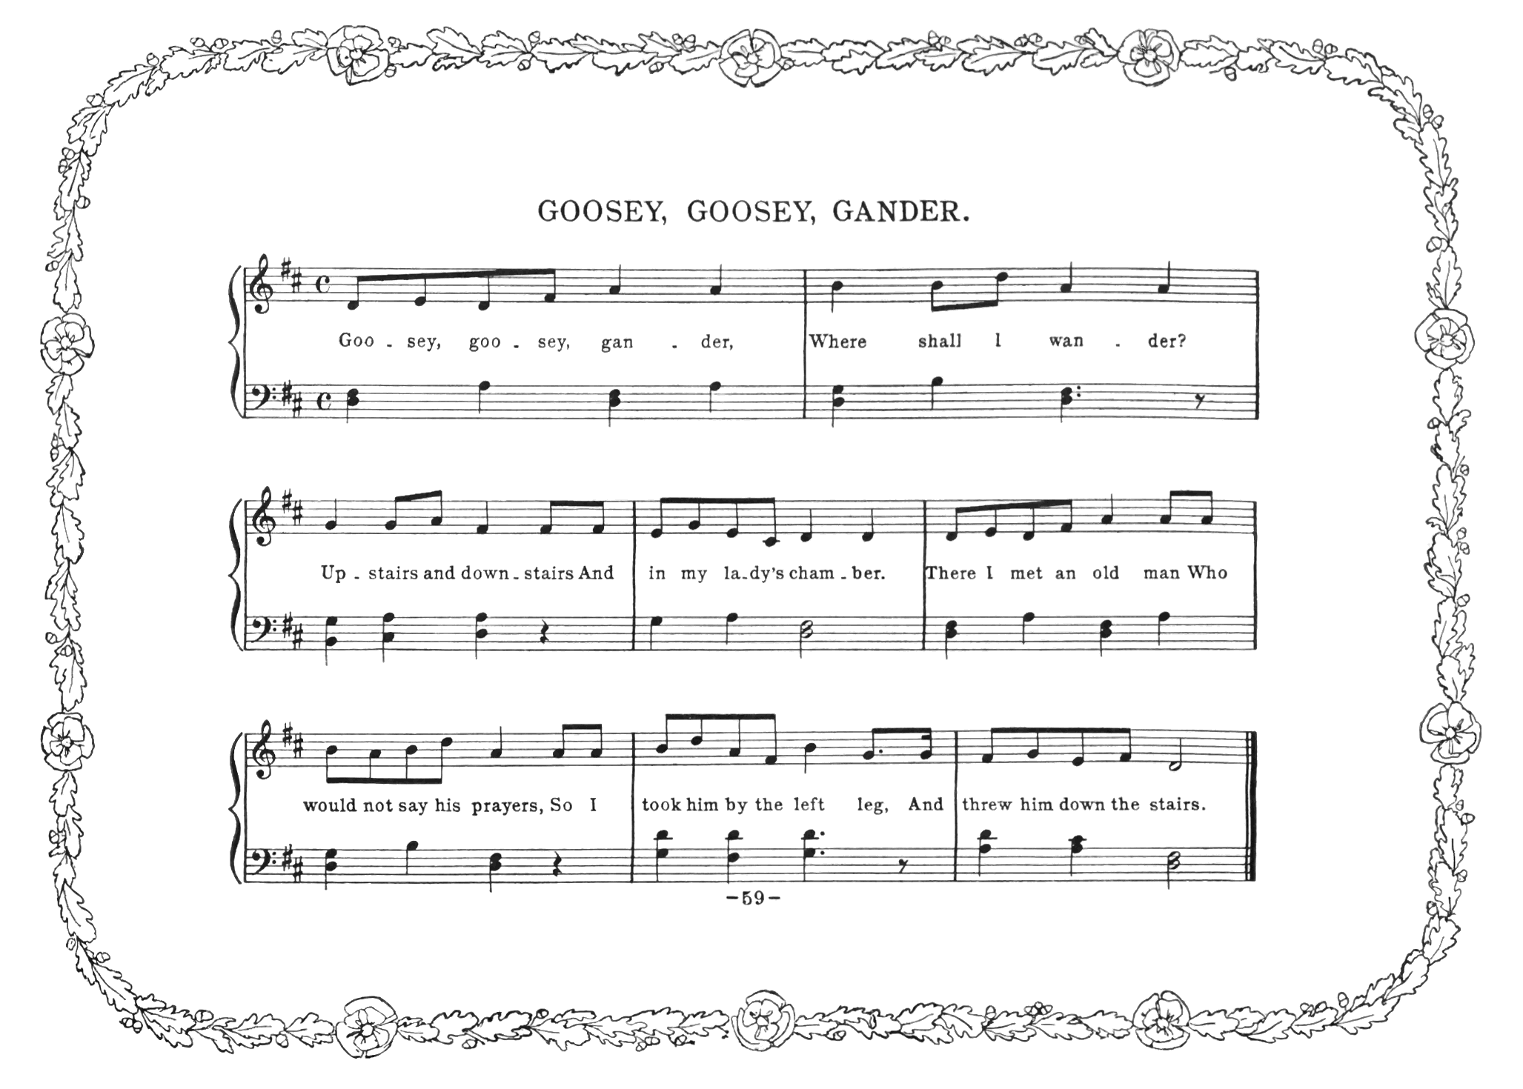 GOOSEY, GOOSEY, GANDER.
Goo - sey, goo - sey, gan - der, Where shall I wan - der?
Up - stairs and down - stairs And in my la - dy's cham - ber. There I met an old man Who
would not say his prayers, So I took him by the left leg, And threw him down the stairs.
-59-